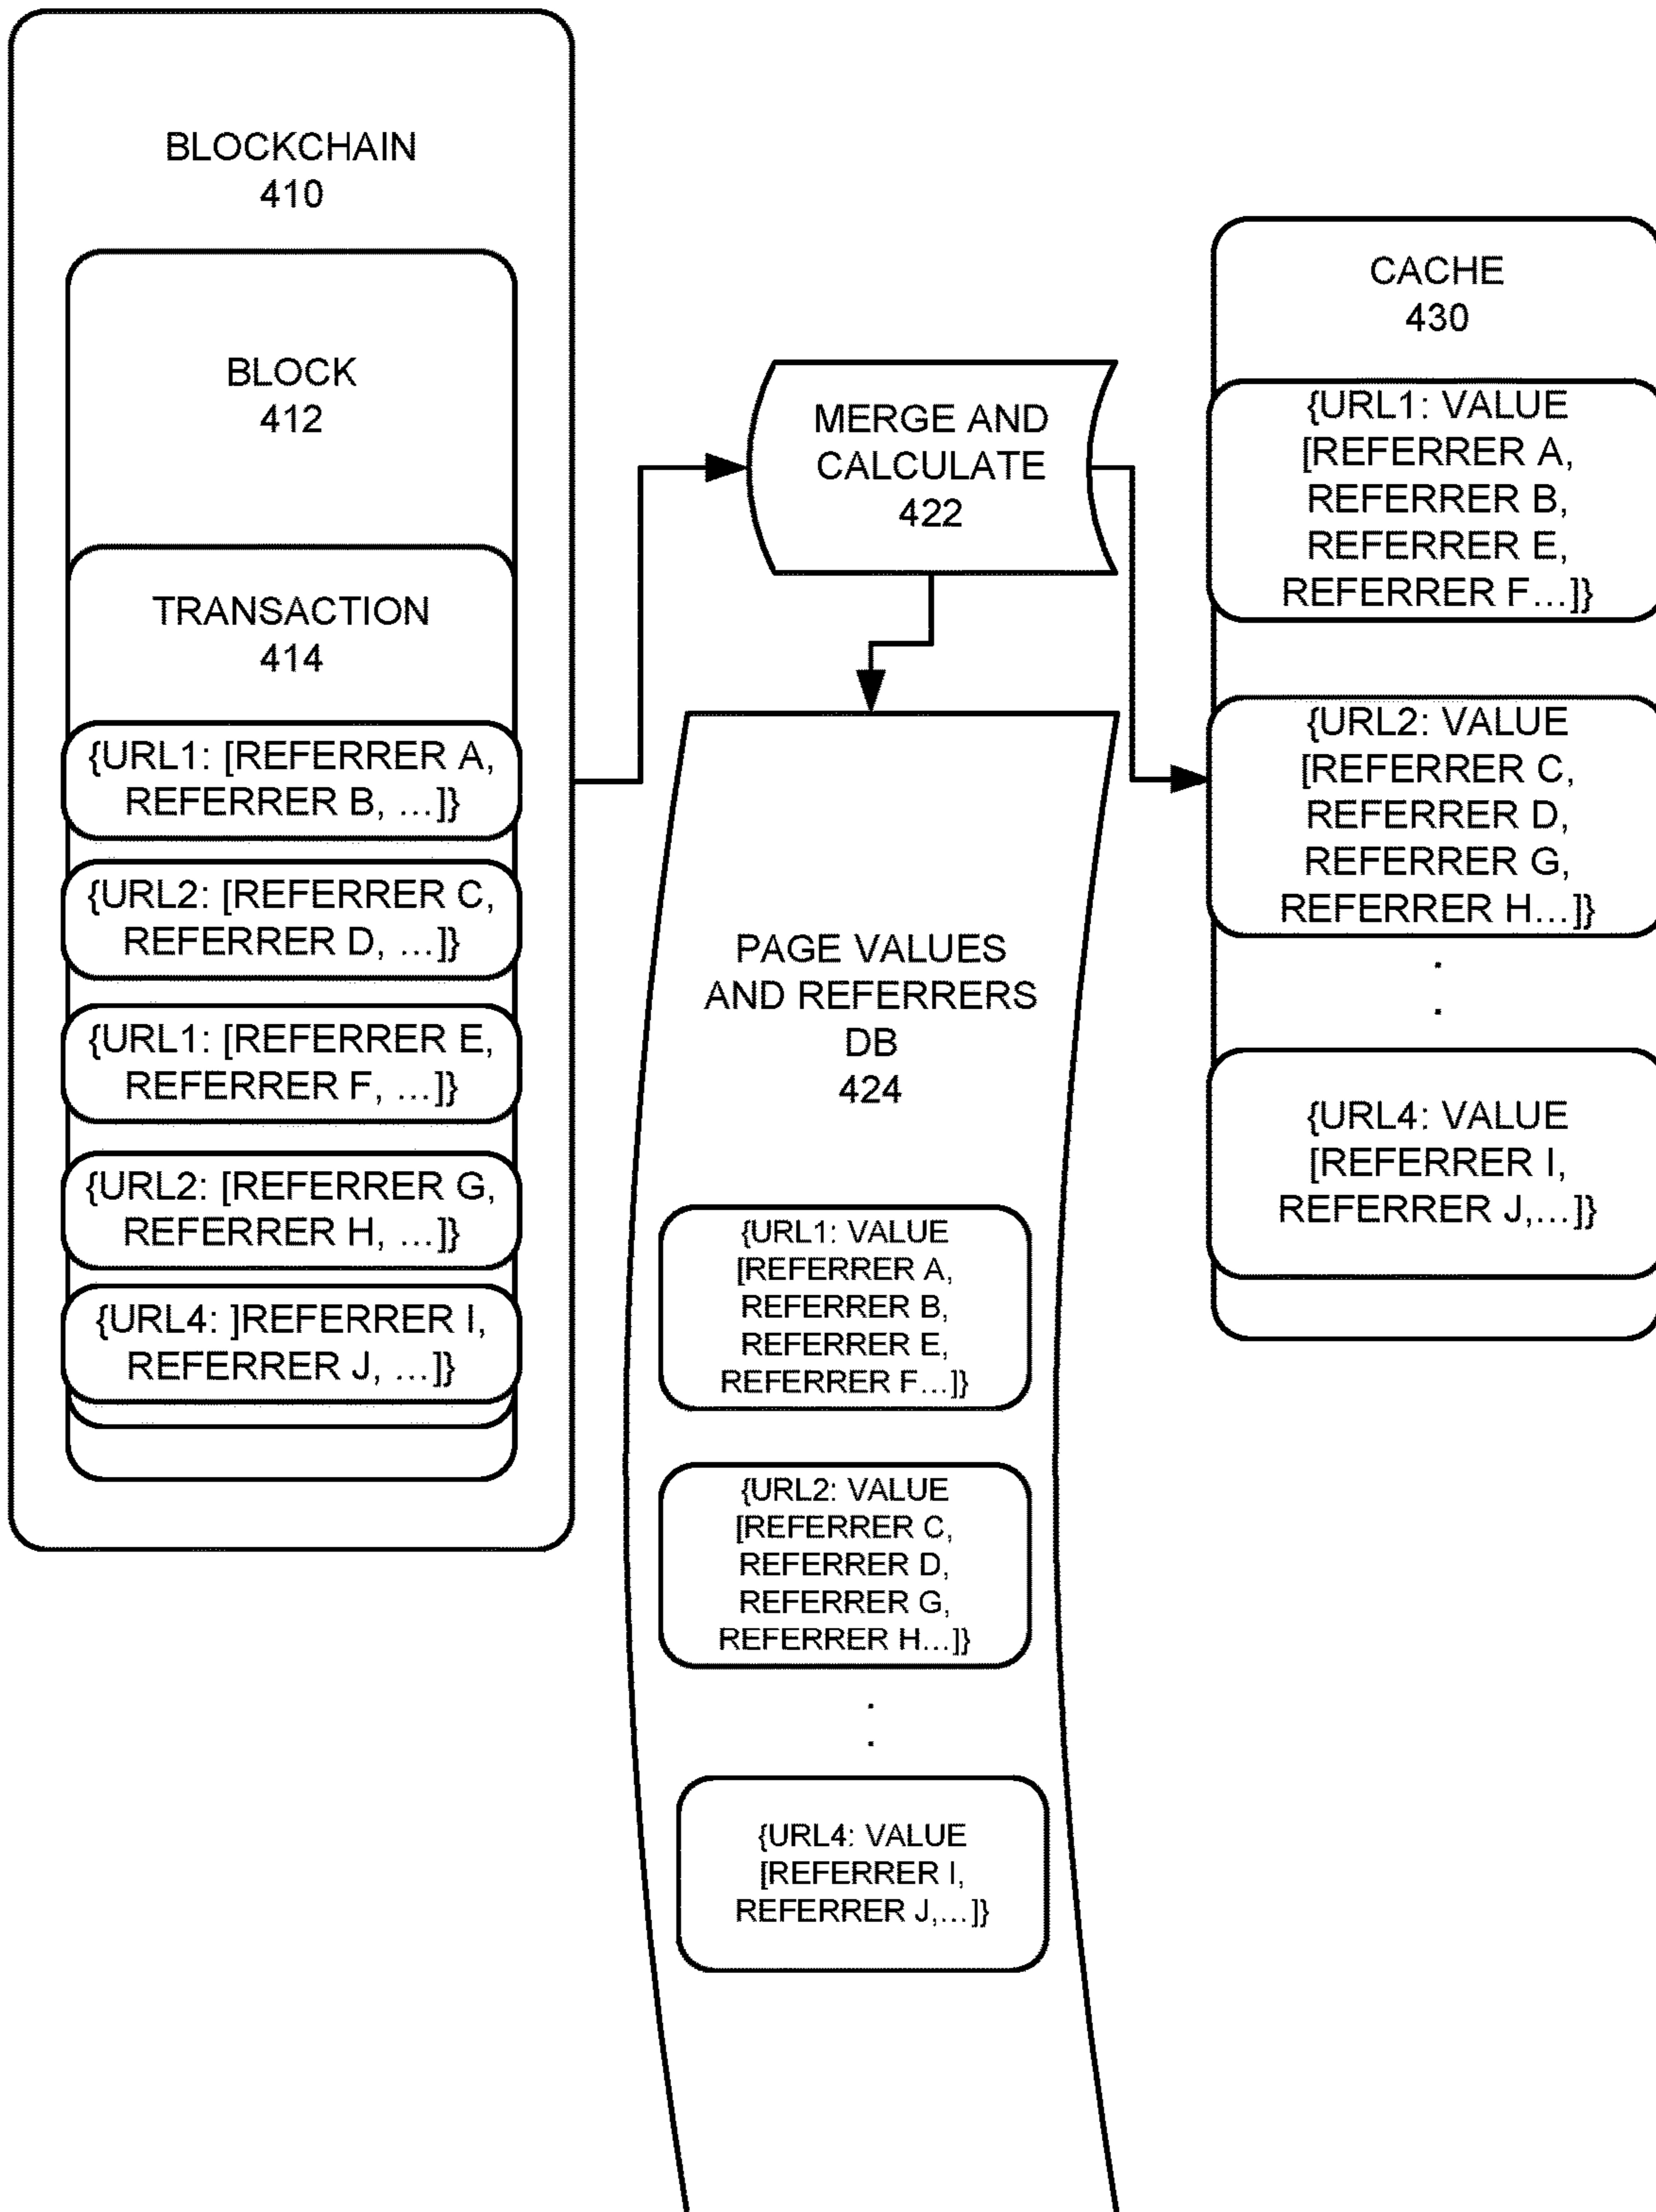 BLOCKCHAIN
410
BLOCK
412
TRANSACTION
414
{URL1: [REFERRER A,
REFERRER B, ...]}
{URL2: [REFERRER C,
REFERRER D, ...]}
{URL1: [REFERRER E,
REFERRER F, ...]}
{URL2: [REFERRER G,
REFERRER H, ...]}
{URL4: ]REFERRER I,
REFERRER J, ...]}
MERGE AND
CALCULATE
422
PAGE VALUES
AND REFERRERS
DB
424
{URL1: VALUE
[REFERRER A,
REFERRER B,
REFERRER E,
REFERRER F...]}
{URL2: VALUE
[REFERRER C,
REFERRER D,
REFERRER G,
REFERRER H...]}
.
.
{URL4: VALUE
[REFERRER I,
REFERRER J,...]}
CACHE
430
{URL1: VALUE
[REFERRER A,
REFERRER B,
REFERRER E,
REFERRER F...]}
{URL2: VALUE
[REFERRER C,
REFERRER D,
REFERRER G,
REFERRER H...]}
.
.
{URL4: VALUE
[REFERRER I,
REFERRER J,...]}